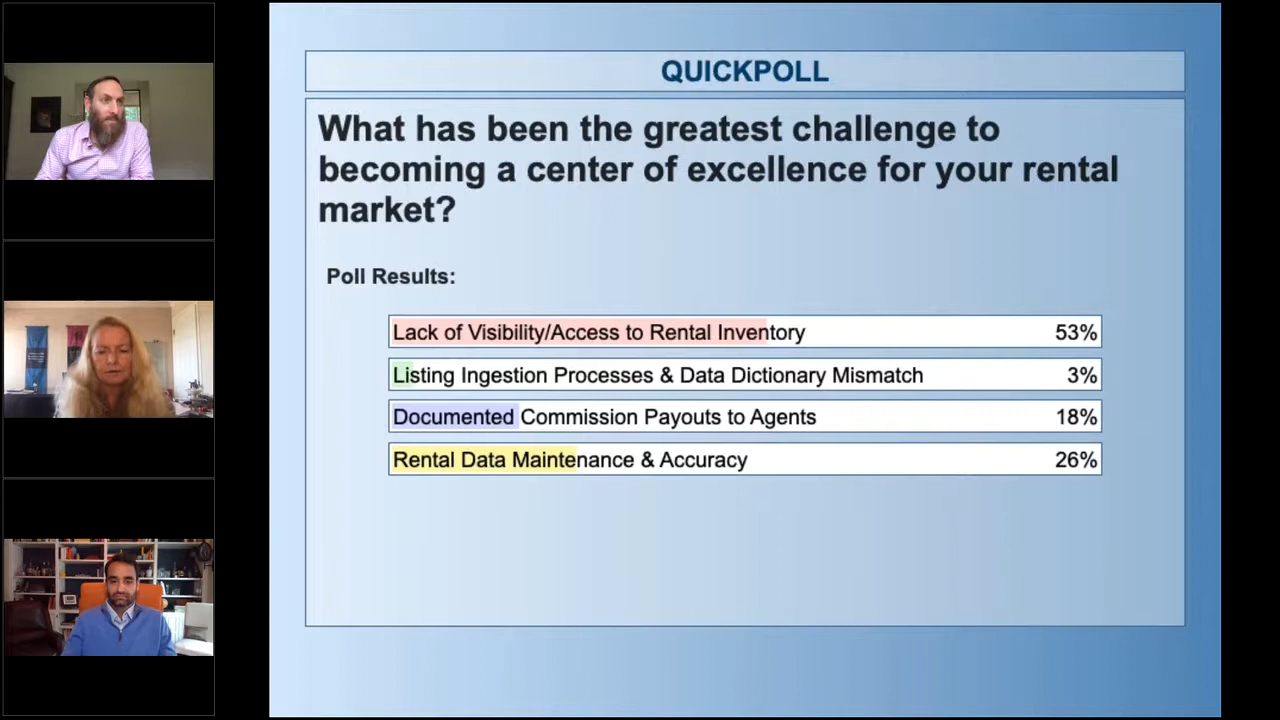 QUICKPOLL
What has been the greatest challenge to
becoming a center of excellence for your rental
market?
Poll Results:
Lack of Visibility/Access to Rental Inventory 53%
Listing Ingestion Processes & Data Dictionary Mismatch 3%
Documented Commission Payouts to Agents 18%
Rental Data Maintenance & Accuracy 26%